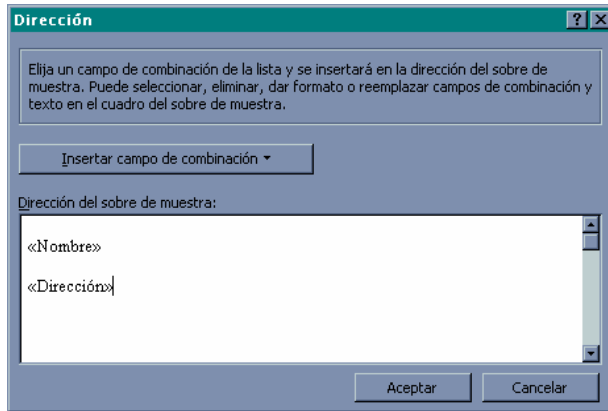 Dirección
Elija un campo de combinación de la lista y se insertará en la dirección del sobre de
muestra. Puede seleccionar, eliminar, dar formato o reemplazar campos de combinación y
texto en el cuadro del sobre de muestra.
Insertar campo de combinación
Dirección del sobre de muestra:
«Nombre»
«Dirección»
Aceptar Cancelar